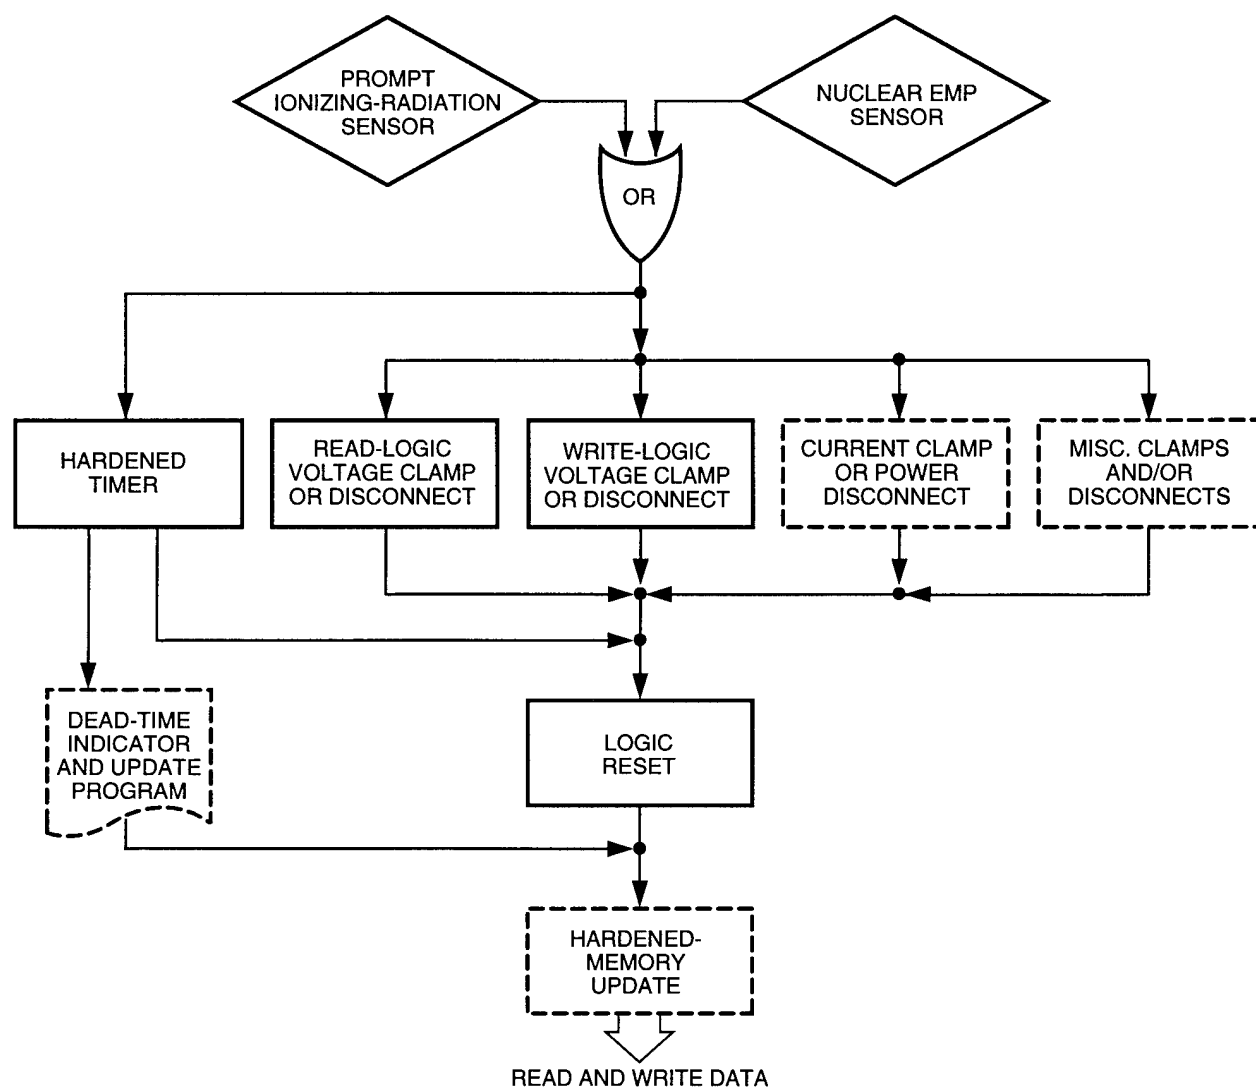 PROMPT
IONIZING-RADIATION
SENSOR
NUCLEAR EMP
SENSOR
OR
HARDENED
TIMER
READ-LOGIC
VOLTAGE CLAMP
OR DISCONNECT
WRITE-LOGIC
VOLTAGE CLAMP
OR DISCONNECT
CURRENT CLAMP
OR POWER
DISCONNECT
MISC. CLAMPS
AND/OR
DISCONNECTS
DEAD-TIME
INDICATOR
AND UPDATE
PROGRAM
LOGIC
RESET
HARDENED-
MEMORY
UPDATE
READ AND WRITE DATA